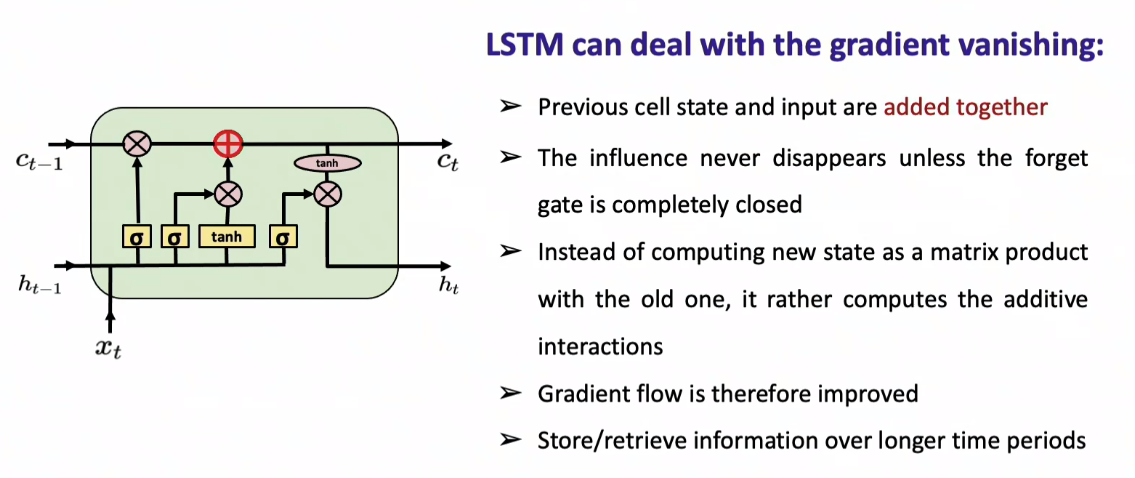 LSTM can deal with the gradient vanishing:
➢ Previous cell state and input are added together
➢ The influence never disappears unless the forget
gate is completely closed
➢ Instead of computing new state as a matrix product
with the old one, it rather computes the additive
interactions
➢ Gradient flow is therefore improved
➢ Store/retrieve information over longer time periods
c_{t-1}
c_t
tanh
σ σ tanh σ
h_{t-1}
h_t
x_t